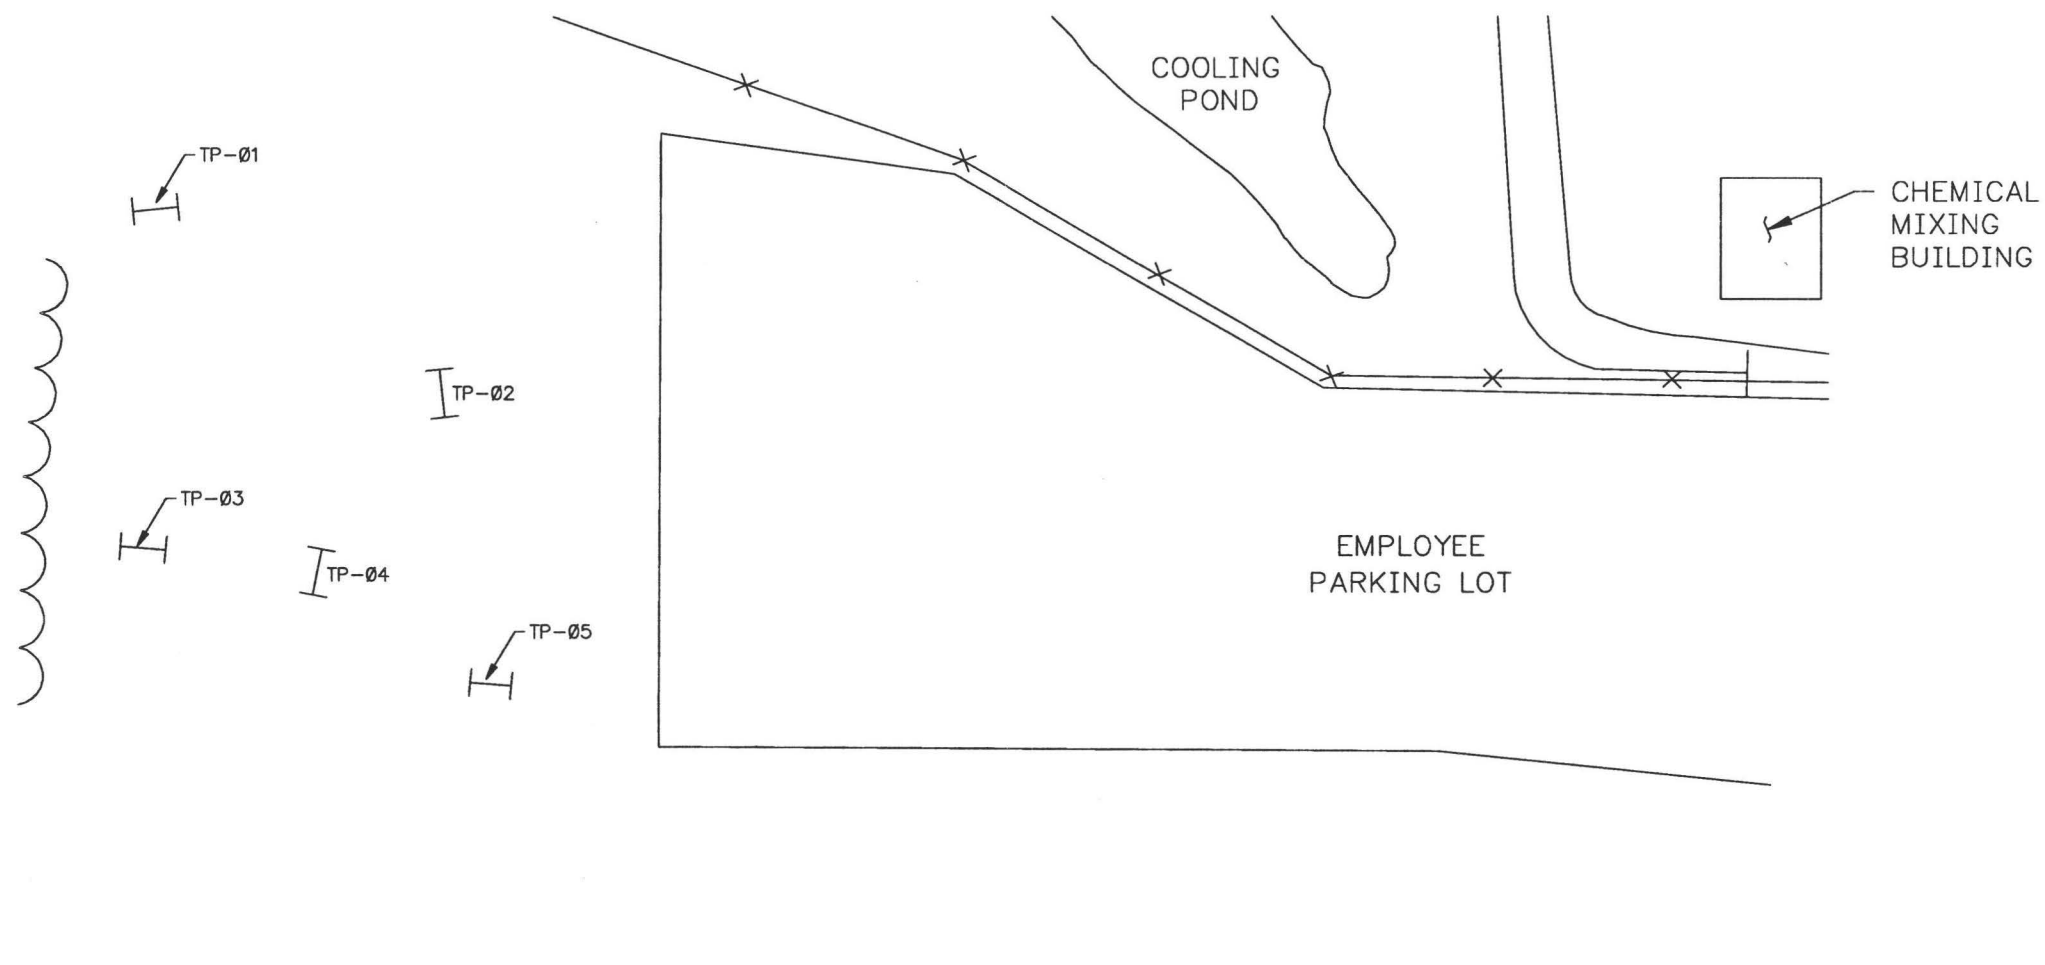 COOLING
POND
TP-Ø1
CHEMICAL
MIXING
BUILDING
TP-Ø2
TP-Ø3
EMPLOYEE
PARKING LOT
TP-Ø4
TP-Ø5